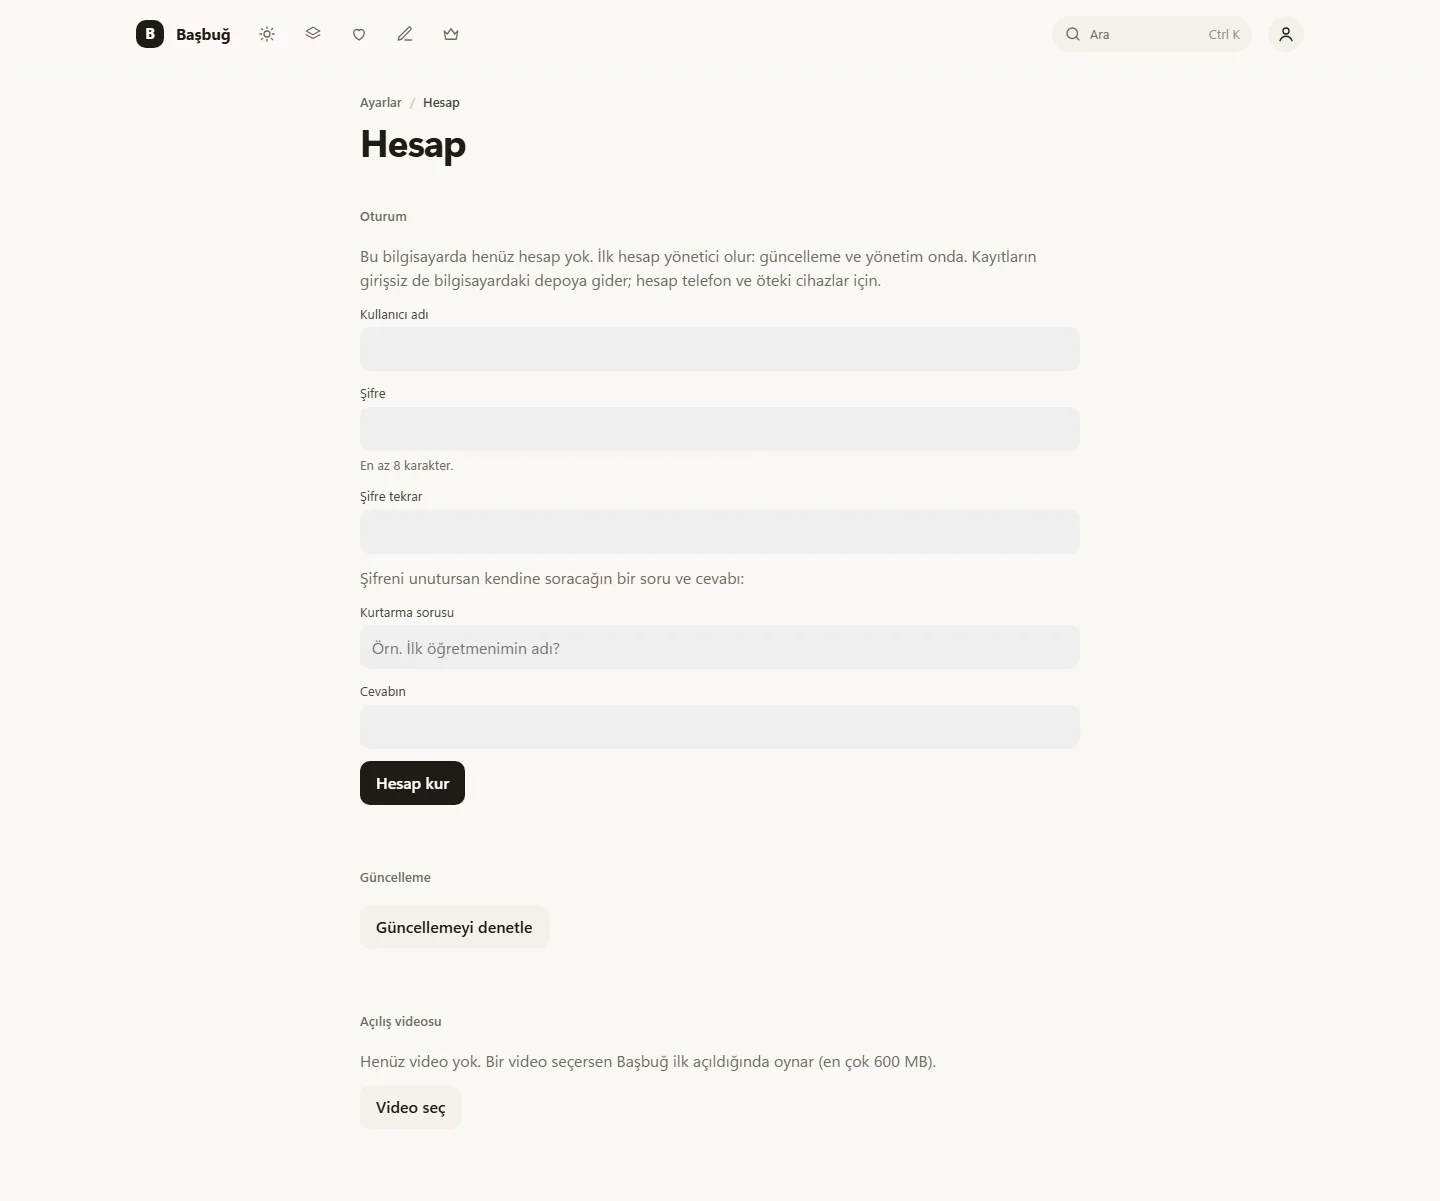 B Başbuğ
Ara Ctrl K
Ayarlar / Hesap
Hesap
Oturum
Bu bilgisayarda henüz hesap yok. İlk hesap yönetici olur: güncelleme ve yönetim onda. Kayıtların
girişsiz de bilgisayardaki depoya gider; hesap telefon ve öteki cihazlar için.
Kullanıcı adı
Şifre
En az 8 karakter.
Şifre tekrar
Şifreni unutursan kendine soracağın bir soru ve cevabı:
Kurtarma sorusu
Örn. İlk öğretmenimin adı?
Cevabın
Hesap kur
Güncelleme
Güncellemeyi denetle
Açılış videosu
Henüz video yok. Bir video seçersen Başbuğ ilk açıldığında oynar (en çok 600 MB).
Video seç